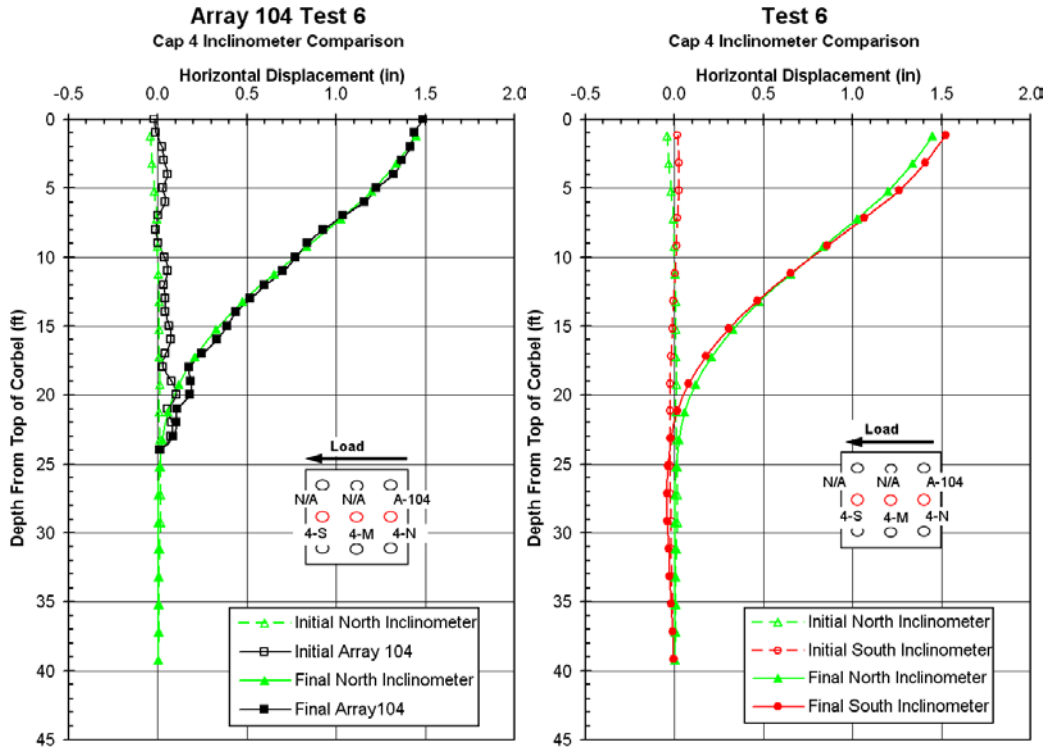 Array 104 Test 6
Cap 4 Inclinometer Comparison
Horizontal Displacement (in)
-0.5 0.0 0.5 1.0 1.5 2.0
0
5
10
15
20
25
30
35
40
45
Depth From Top of Corbel (ft)
Load
N/A N/A A-104
4-S 4-M 4-N
Initial North Inclinometer
Initial Array 104
Final North Inclinometer
Final Array104
Test 6
Cap 4 Inclinometer Comparison
Horizontal Displacement (in)
-0.5 0.0 0.5 1.0 1.5 2.0
0
5
10
15
20
25
30
35
40
45
Depth From Top of Corbel (ft)
Load
N/A N/A A-104
4-S 4-M 4-N
Initial North Inclinometer
Initial South Inclinometer
Final North Inclinometer
Final South Inclinometer